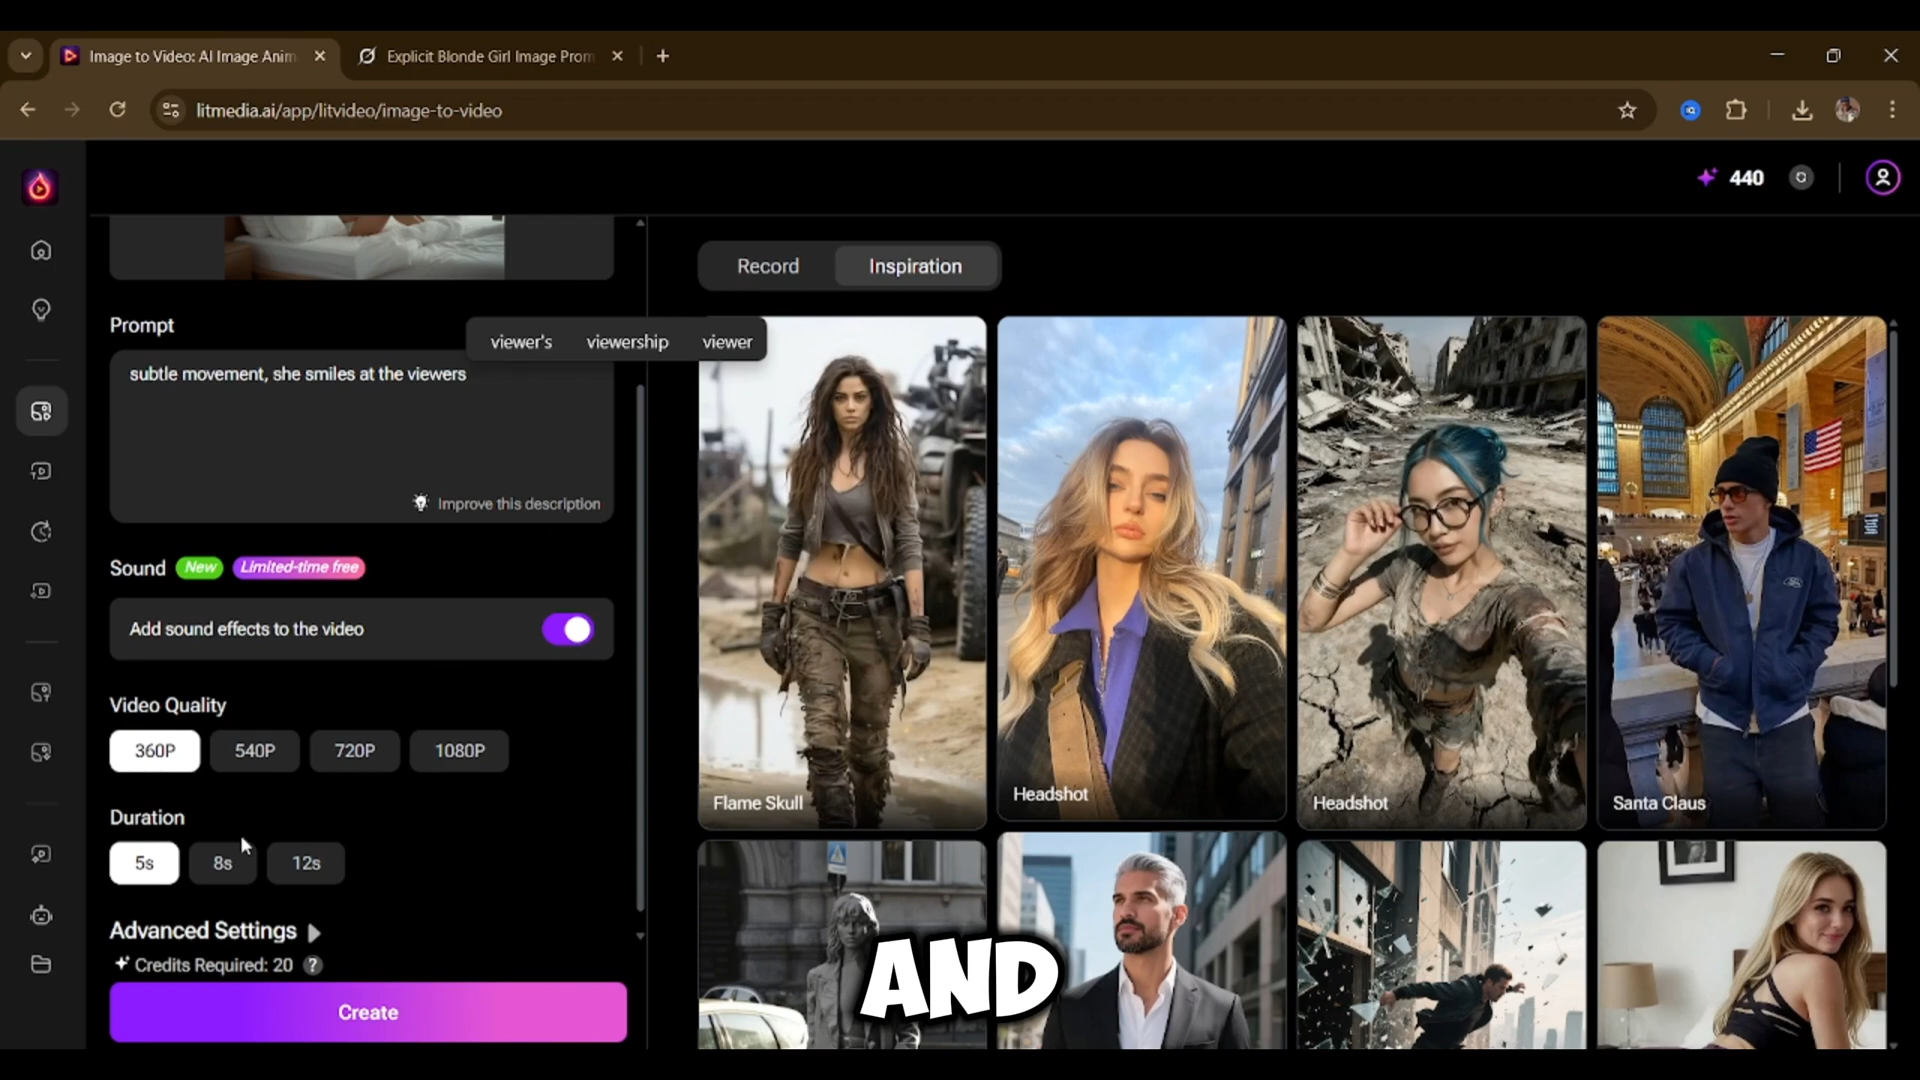 Image to Video: AI Image Anim
Explicit Blonde Girl Image Prom
litmedia.ai/app/litvideo/image-to-video
440
Record
Inspiration
Prompt
viewer's viewership viewer
subtle movement, she smiles at the viewers
Improve this description
Sound New Limited-time free
Add sound effects to the video
Video Quality
360P 540P 720P 1080P
Duration
5s 8s 12s
Advanced Settings
Credits Required: 20 ?
Create
Flame Skull
Headshot
Headshot
Santa Claus
AND